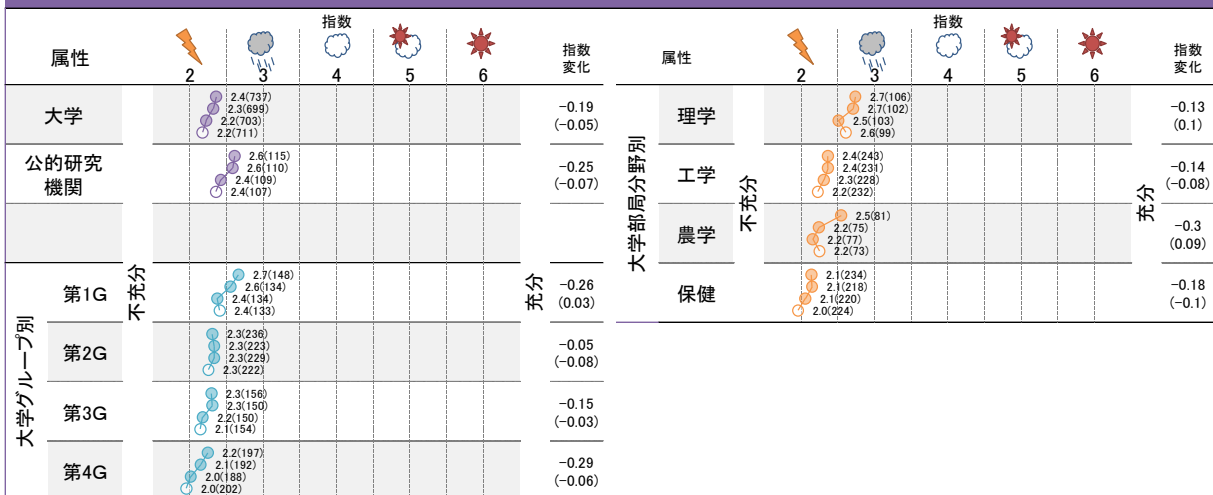 属性
指数
2 3 4 5 6
指数
変化
大学
2.4(737)
2.3(699)
2.2(703)
2.2(711)
-0.19
(-0.05)
公的研究
機関
2.6(115)
2.6(110)
2.4(109)
2.4(107)
-0.25
(-0.07)
不充分
充分
大学グループ別
第1G
2.7(148)
2.6(134)
2.4(134)
2.4(133)
-0.26
(0.03)
第2G
2.3(236)
2.3(223)
2.3(229)
2.3(222)
-0.05
(-0.08)
第3G
2.3(156)
2.3(150)
2.2(150)
2.1(154)
-0.15
(-0.03)
第4G
2.2(197)
2.1(192)
2.0(188)
2.0(202)
-0.29
(-0.06)
属性
指数
2 3 4 5 6
指数
変化
大学部局分野別
不充分
充分
理学
2.7(106)
2.7(102)
2.5(103)
2.6(99)
-0.13
(0.1)
工学
2.4(243)
2.4(231)
2.3(228)
2.2(232)
-0.14
(-0.08)
農学
2.5(81)
2.2(75)
2.2(77)
2.2(73)
-0.3
(0.09)
保健
2.1(234)
2.1(218)
2.1(220)
2.0(224)
-0.18
(-0.1)